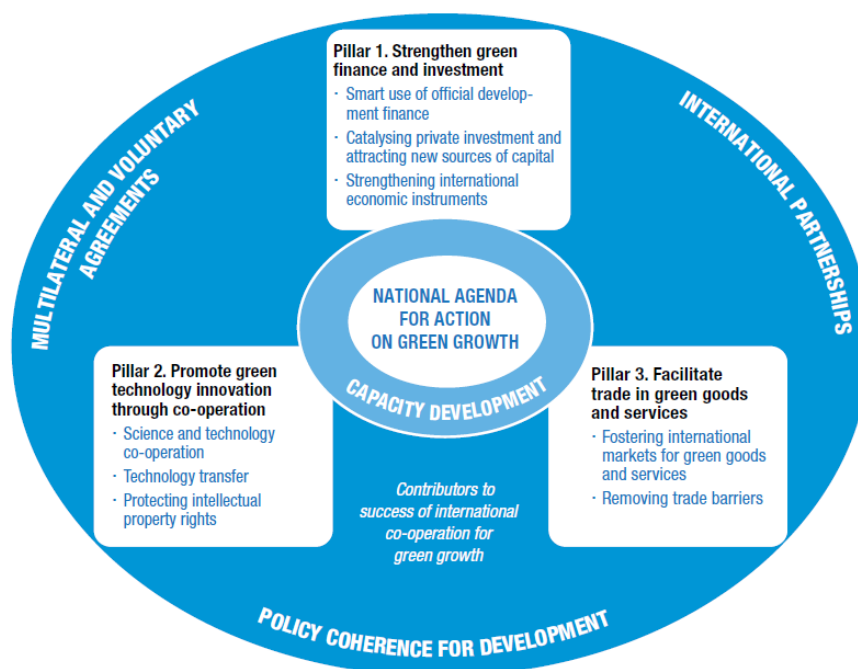 Pillar 1. Strengthen green
finance and investment
· Smart use of official develop-
ment finance
· Catalysing private investment and
attracting new sources of capital
· Strengthening international
economic instruments
MULTILATERAL AND VOLUNTARY
AGREEMENTS
INTERNATIONAL PARTNERSHIPS
NATIONAL AGENDA
FOR ACTION
ON GREEN GROWTH
CAPACITY DEVELOPMENT
Pillar 2. Promote green
technology innovation
through co-operation
· Science and technology
co-operation
· Technology transfer
· Protecting intellectual
property rights
Pillar 3. Facilitate
trade in green goods
and services
· Fostering international
markets for green goods
and services
· Removing trade barriers
Contributors to
success of international
co-operation for
green growth
POLICY COHERENCE FOR DEVELOPMENT